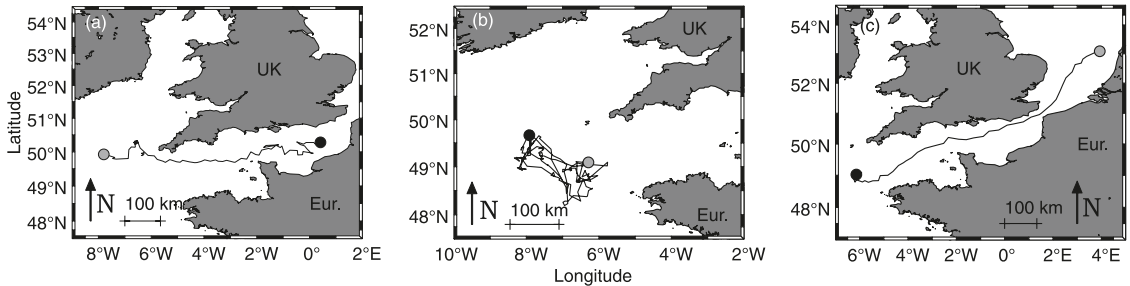 (a)
54°N
53°N
52°N
51°N
50°N
49°N
48°N
Latitude
UK
Eur.
N
100 km
8°W 6°W 4°W 2°W 0° 2°E
(b)
52°N
51°N
50°N
49°N
48°N
UK
Eur.
N
100 km
10°W 8°W 6°W 4°W 2°W
Longitude
(c)
54°N
52°N
50°N
48°N
UK
Eur.
100 km
N
6°W 4°W 2°W 0° 2°E 4°E